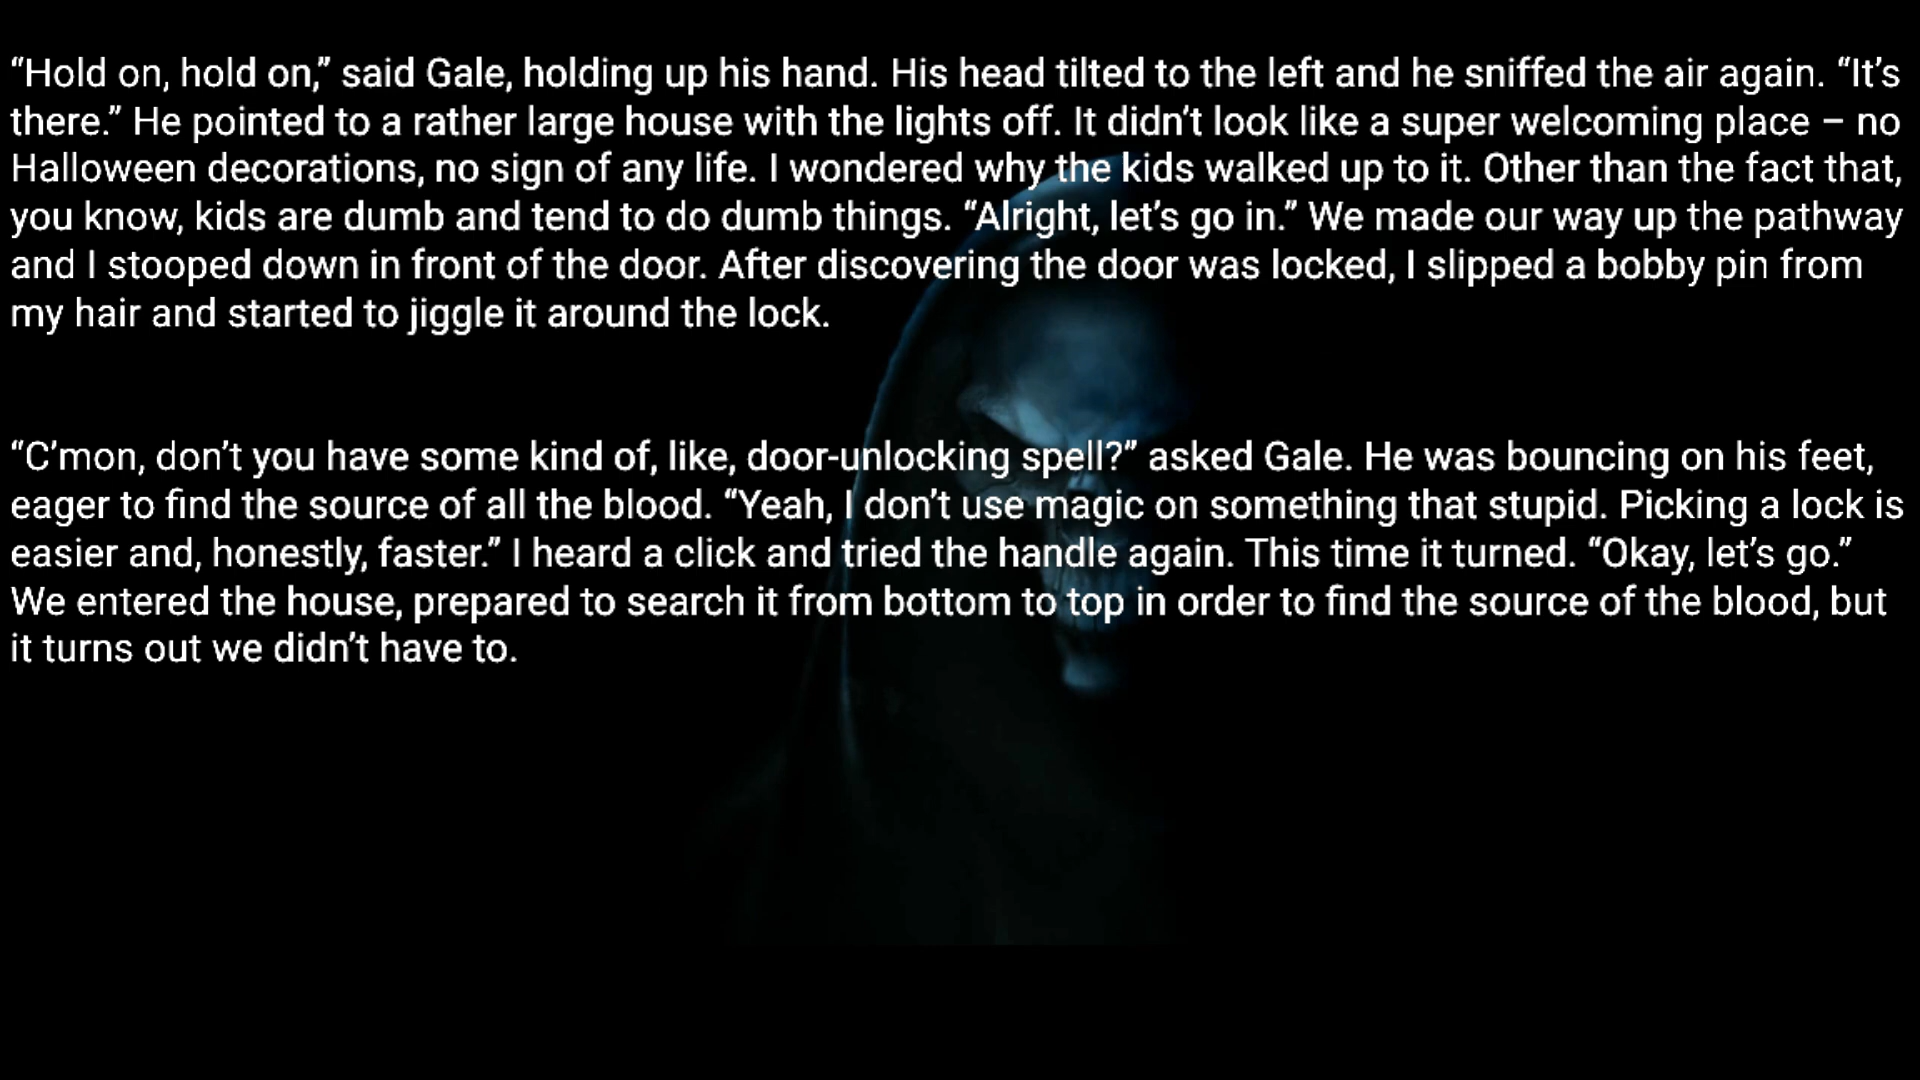 “Hold on, hold on,” said Gale, holding up his hand. His head tilted to the left and he sniffed the air again. “It’s
there.” He pointed to a rather large house with the lights off. It didn’t look like a super welcoming place – no
Halloween decorations, no sign of any life. I wondered why the kids walked up to it. Other than the fact that,
you know, kids are dumb and tend to do dumb things. “Alright, let’s go in.” We made our way up the pathway
and I stooped down in front of the door. After discovering the door was locked, I slipped a bobby pin from
my hair and started to jiggle it around the lock.
“C’mon, don’t you have some kind of, like, door-unlocking spell?” asked Gale. He was bouncing on his feet,
eager to find the source of all the blood. “Yeah, I don’t use magic on something that stupid. Picking a lock is
easier and, honestly, faster.” I heard a click and tried the handle again. This time it turned. “Okay, let’s go.”
We entered the house, prepared to search it from bottom to top in order to find the source of the blood, but
it turns out we didn’t have to.